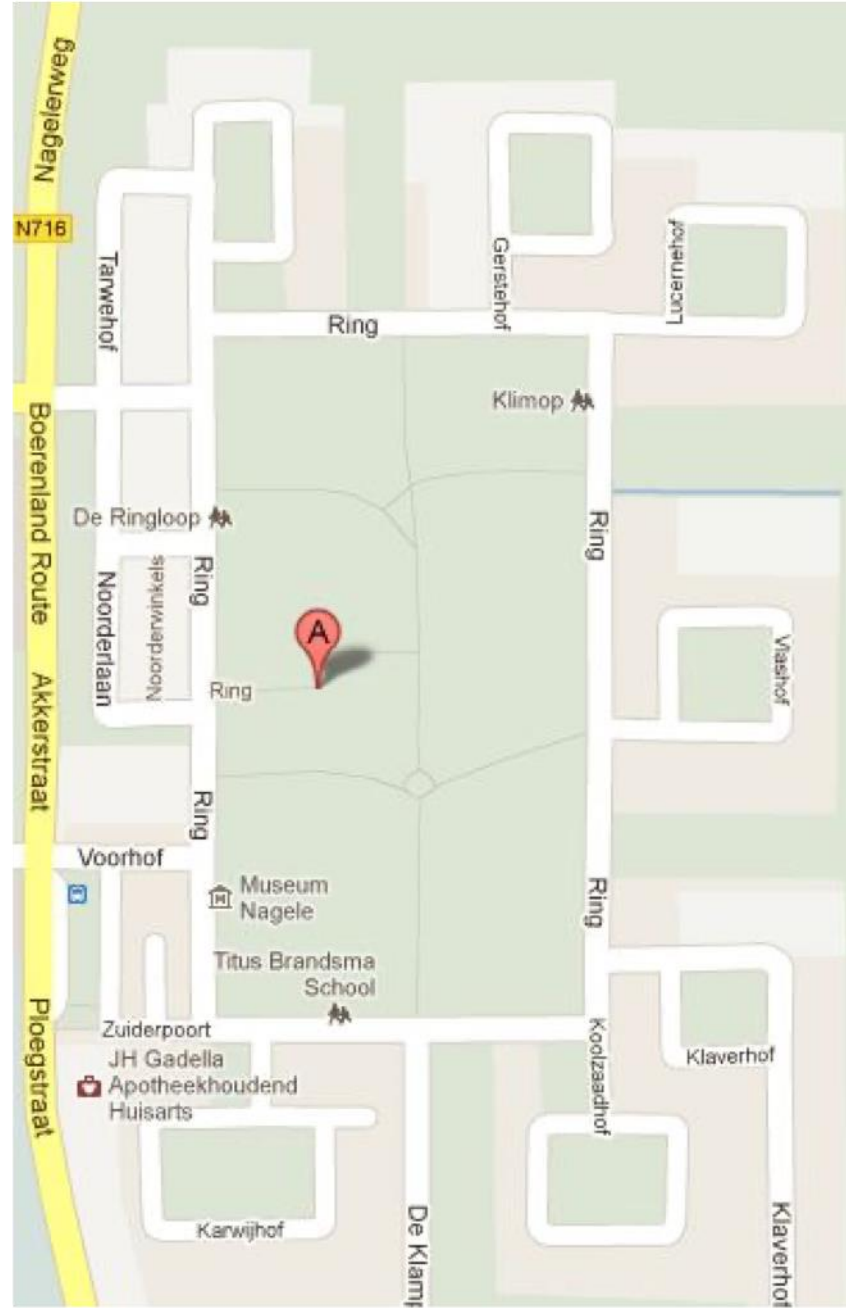 Nagelerweg
N716
Tarwehof
Gerstehof
Lucernehof
Ring
Klimop
Boerenland Route
De Ringloop
Ring
Ring
Noorderlaan
Noorderwinkels
A
Ring
Vlashof
Akkerstraat
Ring
Voorhof
Museum
Nagele
Ring
Titus Brandsma
School
Ploegstraat
Zuiderpoort
Koolzaadhof
Klaverhof
JH Gadella
Apotheekhoudend
Huisarts
Karwijhof
De Klamp
Klaverhof